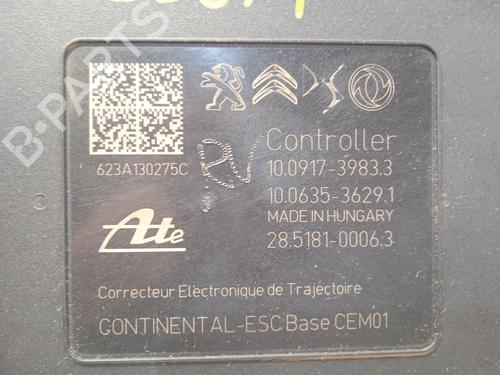 B-PARTS
Controller
623A130275C
RV
10.0917-3983.3
10.0635-3629.1
MADE IN HUNGARY
28.5181-0006.3
Ate
Correcteur Electronique de Trajectoire
CONTINENTAL-ESC Base CEM01